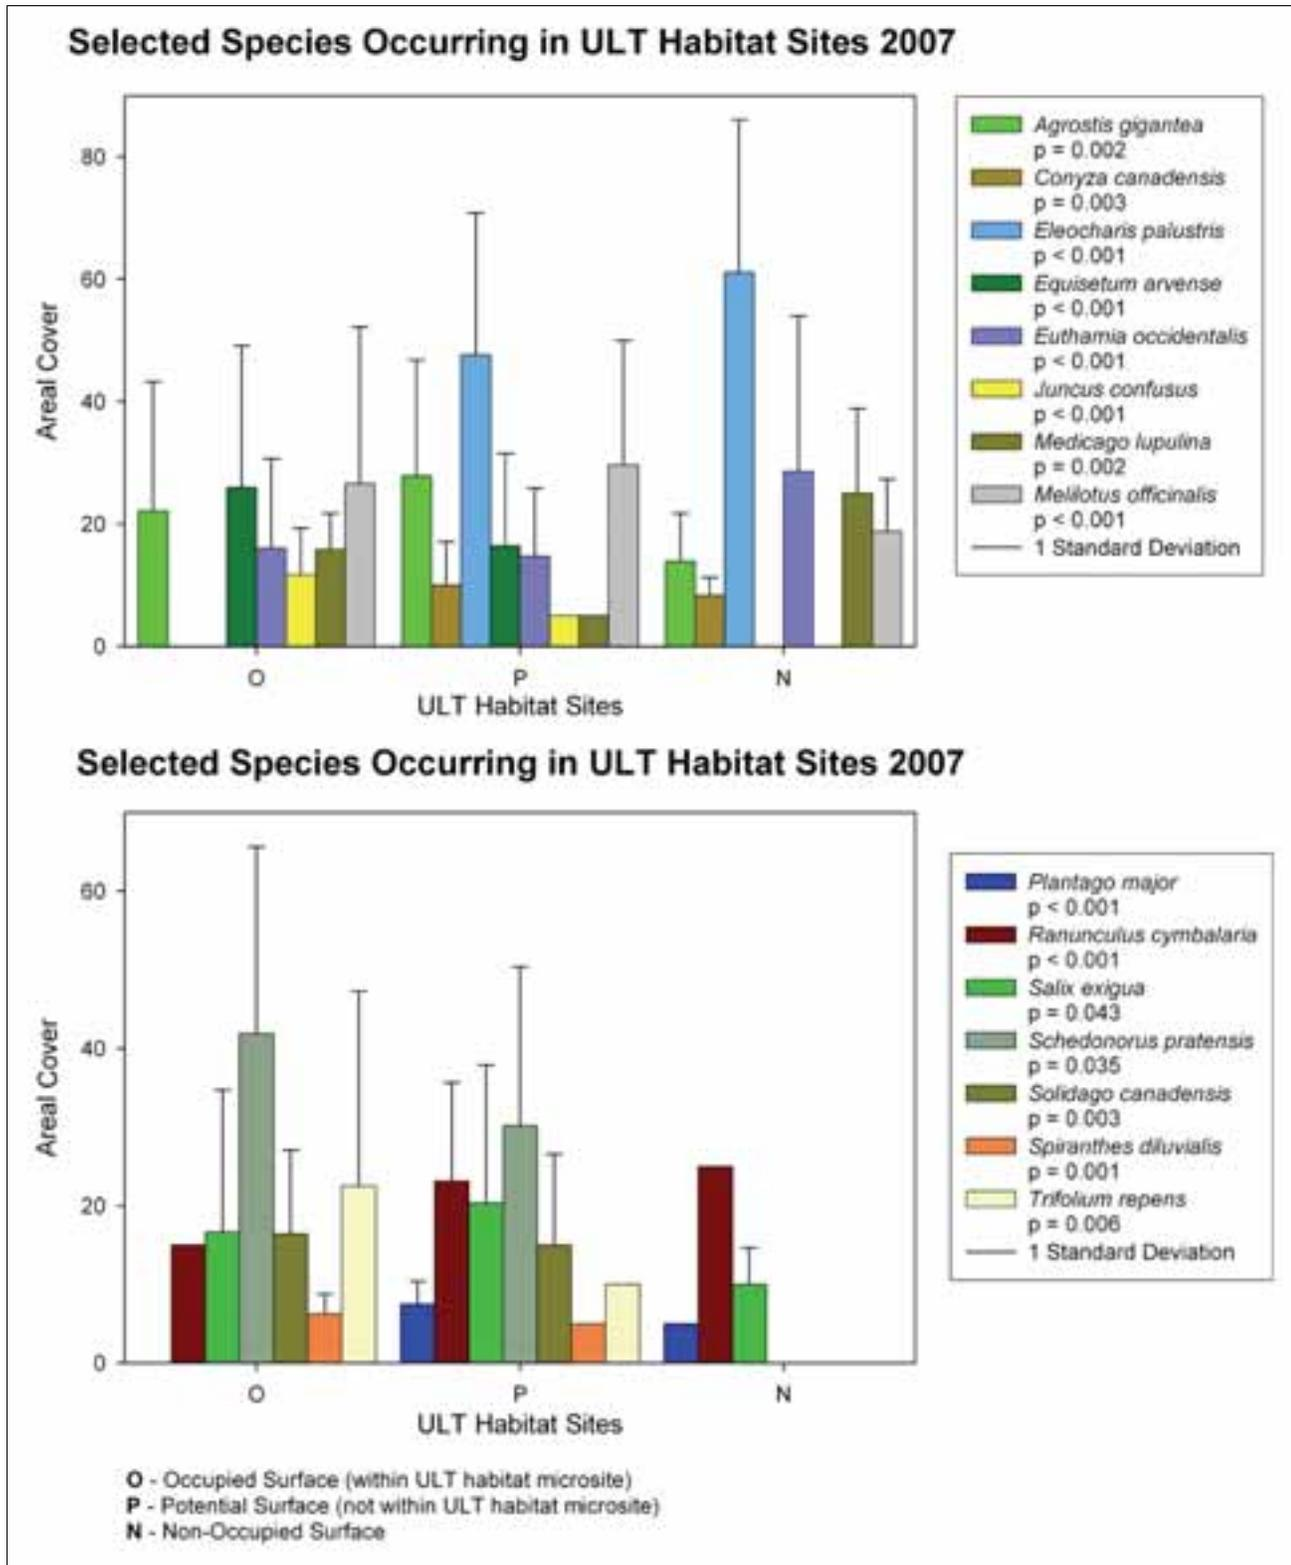 Selected Species Occurring in ULT Habitat Sites 2007
80
60
40
20
0
Areal Cover
O
P
N
ULT Habitat Sites
Agrostis gigantea
p = 0.002
Conyza canadensis
p = 0.003
Eleocharis palustris
p < 0.001
Equisetum arvense
p < 0.001
Euthamia occidentalis
p < 0.001
Juncus confusus
p < 0.001
Medicago lupulina
p = 0.002
Melilotus officinalis
p < 0.001
1 Standard Deviation
Selected Species Occurring in ULT Habitat Sites 2007
60
40
20
0
Areal Cover
O
P
N
ULT Habitat Sites
Plantago major
p < 0.001
Ranunculus cymbalaria
p < 0.001
Salix exigua
p = 0.043
Schedonorus pratensis
p = 0.035
Solidago canadensis
p = 0.003
Spiranthes diluvialis
p = 0.001
Trifolium repens
p = 0.006
1 Standard Deviation
O - Occupied Surface (within ULT habitat microsite)
P - Potential Surface (not within ULT habitat microsite)
N - Non-Occupied Surface